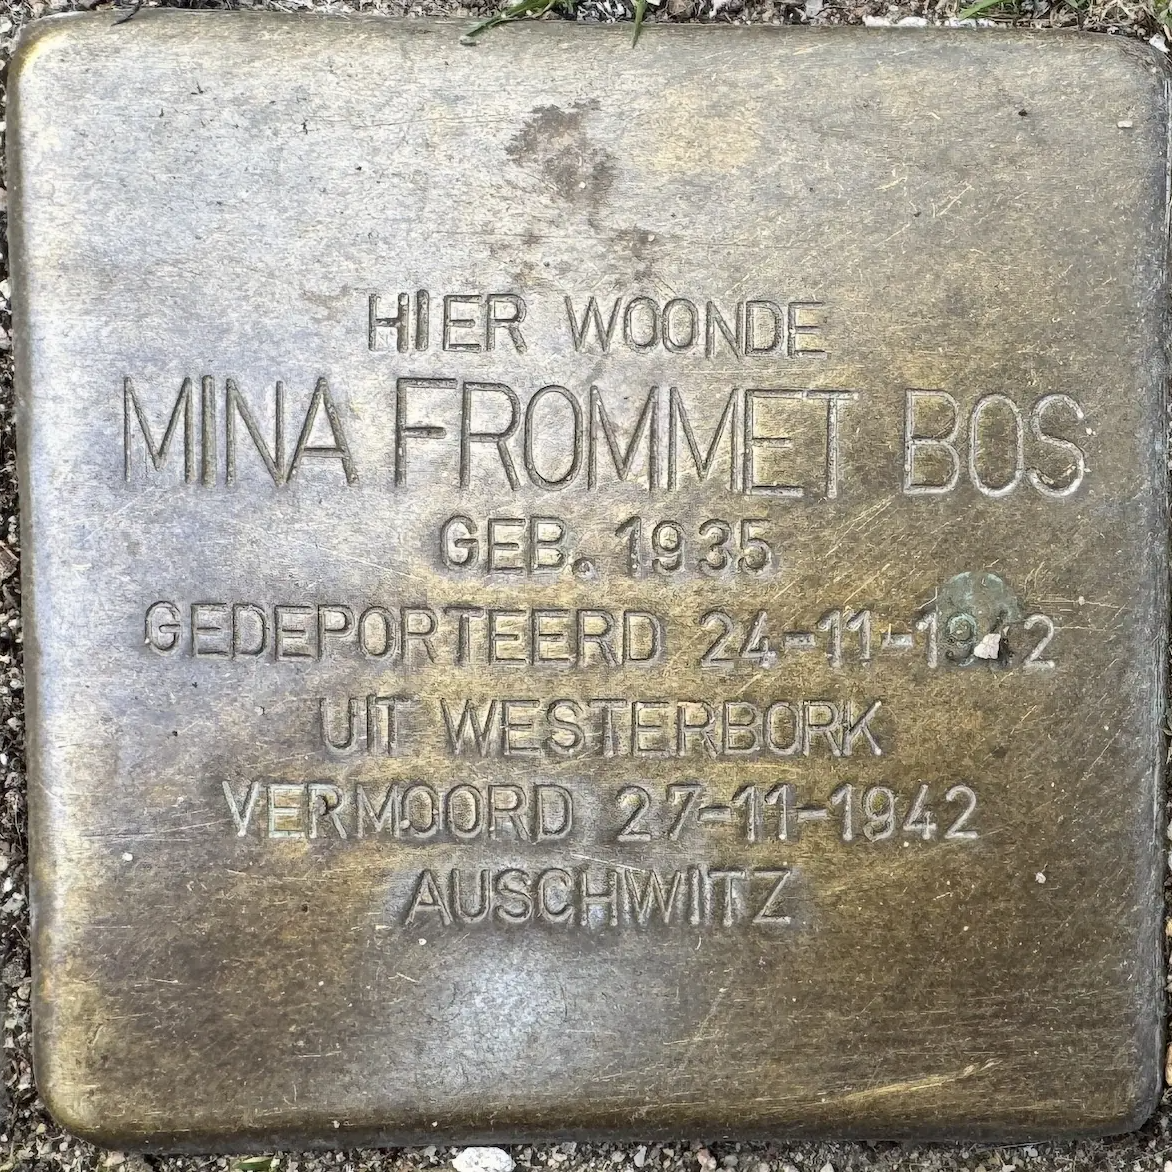 HIER WOONDE
MINA FROMMET BOS
GEB. 1935
GEDEPORTEERD 24-11-1942
UIT WESTERBORK
VERMOORD 27-11-1942
AUSCHWITZ